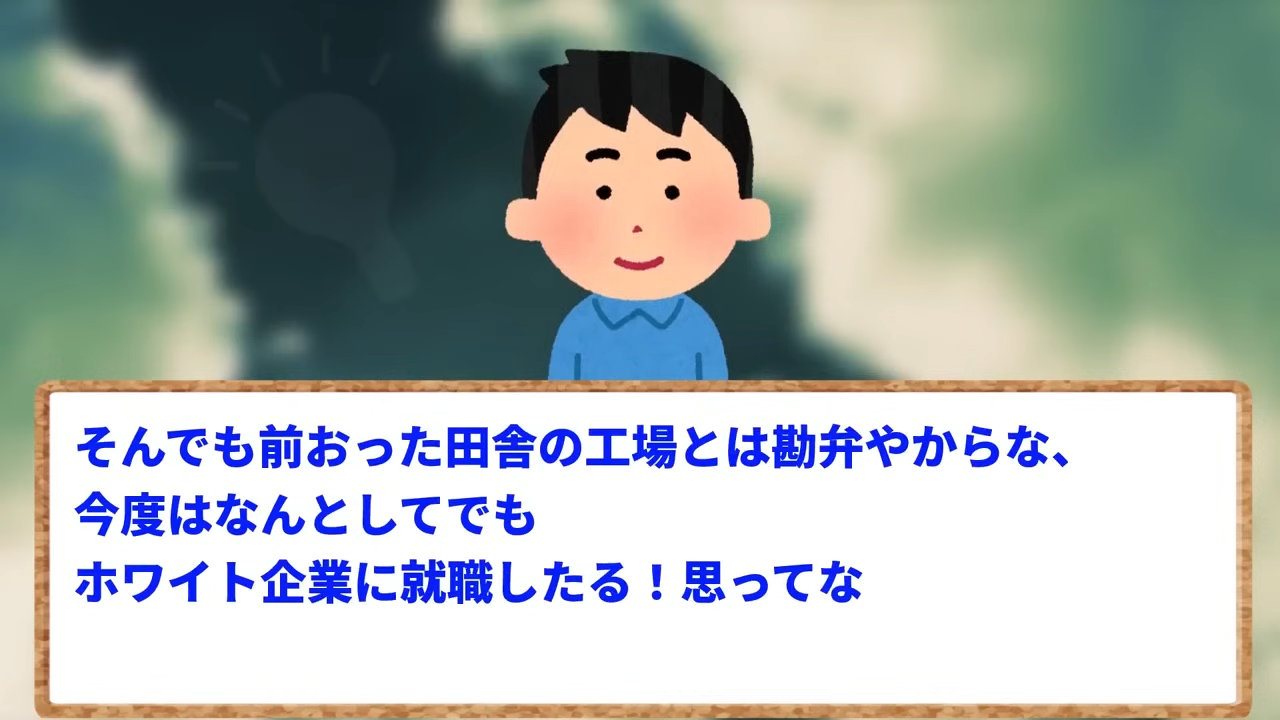 そんでも前おった田舎の工場とは勘弁やからな、
今度はなんとしてでも
ホワイト企業に就職したる！思ってな